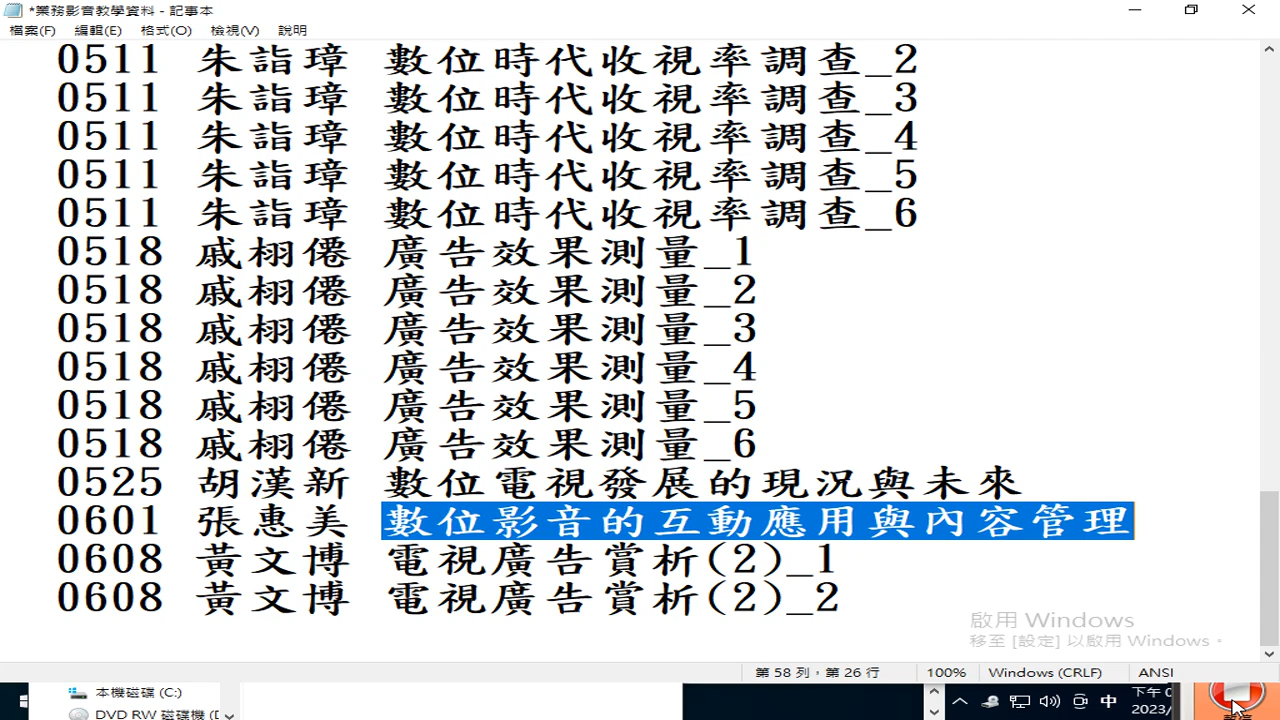 *業務影音教學資料 - 記事本
檔案(F) 編輯(E) 格式(O) 檢視(V) 說明
0511 朱詣璋 數位時代收視率調查_2
0511 朱詣璋 數位時代收視率調查_3
0511 朱詣璋 數位時代收視率調查_4
0511 朱詣璋 數位時代收視率調查_5
0511 朱詣璋 數位時代收視率調查_6
0518 戚栩僊 廣告效果測量_1
0518 戚栩僊 廣告效果測量_2
0518 戚栩僊 廣告效果測量_3
0518 戚栩僊 廣告效果測量_4
0518 戚栩僊 廣告效果測量_5
0518 戚栩僊 廣告效果測量_6
0525 胡漢新 數位電視發展的現況與未來
0601 張惠美 數位影音的互動應用與內容管理
0608 黃文博 電視廣告賞析(2)_1
0608 黃文博 電視廣告賞析(2)_2
啟用 Windows
移至 [設定] 以啟用 Windows。
第 58 列，第 26 行 100% Windows (CRLF) ANSI
本機磁碟 (C:)
DVD RW 磁碟機 (
中 下午
2023/